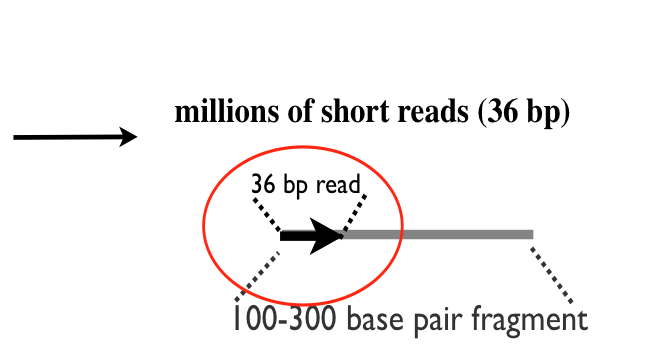 millions of short reads (36 bp)
36 bp read
100-300 base pair fragment